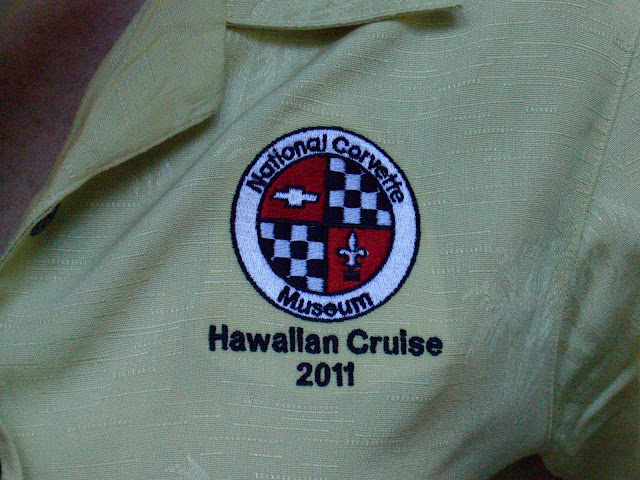 National Corvette
Museum
Hawaiian Cruise
2011